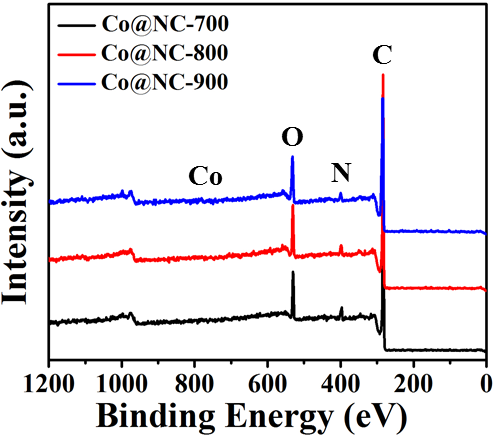 Co@NC-700
Co@NC-800
Co@NC-900
C
O
Co
N
Intensity (a.u.)
1200 1000 800 600 400 200 0
Binding Energy (eV)